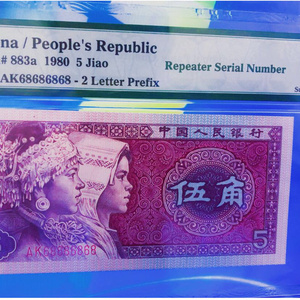 na / People's Republic
# 883a 1980 5 Jiao
AK68686868 - 2 Letter Prefix
Repeater Serial Number
中国人民银行
伍角
AK68686868
5